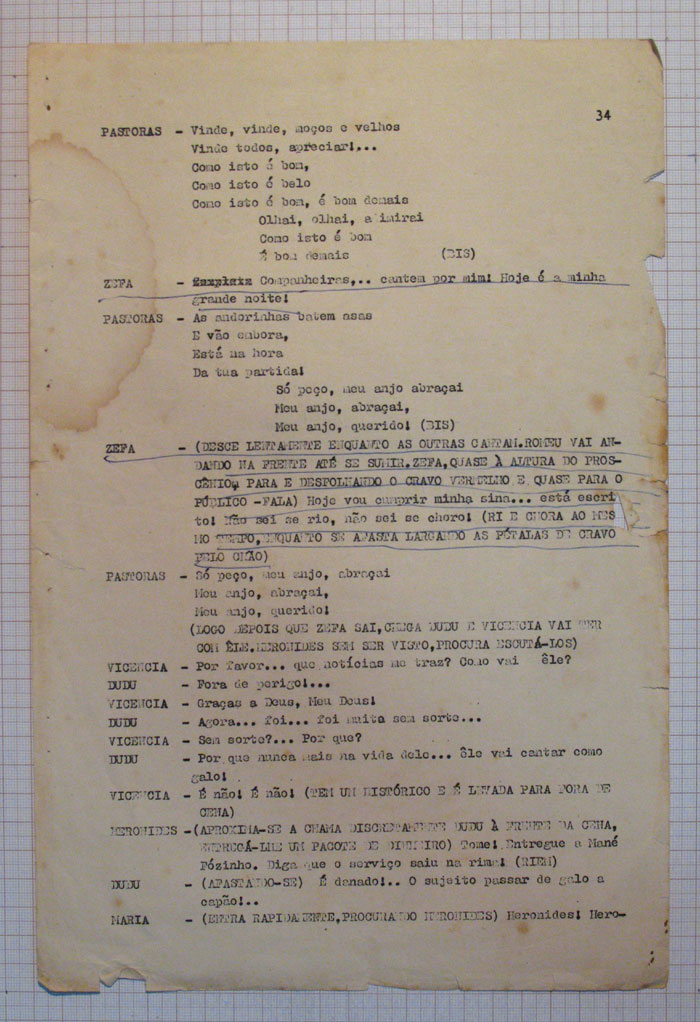 34
PASTORAS - Vinde, vinde, moços e velhos
Vinde todos, apreciar!...
Como isto é bom,
Como isto é belo
Como isto é bom, é bom demais
Olhai, olhai, a imirai
Como isto é bom
É bom demais (BIS)
ZEFA - Companheiras,.. cantem por mim! Hoje é a minha
grande noite!
PASTORAS - As andorinhas batem asas
E vão embora,
Está na hora
Da tua partida!
Só peço, meu anjo abraçai
Meu anjo, abraçai,
Meu anjo, querido! (BIS)
ZEFA - (DESCE LENTAMENTE ENQUANTO AS OUTRAS CANTAM.ROMEU VAI AN-
DANDO NA FRENTE ATÉ SE SUMIR.ZEFA,QUASE À ALTURA DO PROS-
CÊNIO, PARA E DESFOLHANDO O CRAVO VERMELHO E QUASE PARA O
PÚBLICO -FALA) Hoje vou cumprir minha sina... está escri
to! Não sei se rio, não sei se choro! (RI E CHORA AO MES
MO TEMPO,ENQUANTO SE AFASTA LARGANDO AS PÉTALAS DE CRAVO
PELO CHÃO)
PASTORAS - Só peço, meu anjo, abraçai
Meu anjo, abraçai,
Meu anjo, querido!
(LOGO DEPOIS QUE ZEFA SAI,CHEGA DUDU E VICENCIA VAI TER
COM ÊLE.HERONIDES SEM SER VISTO,PROCURA ESCUTÁ-LOS)
VICENCIA - Por favor... que notícias me traz? Como vai êle?
DUDU - Fora de perigo!...
VICENCIA - Graças a Deus, Meu Deus!
DUDU - Agora... foi... foi muita sem sorte...
VICENCIA - Sem sorte?... Por que?
DUDU - Por que nunca mais na vida dele... êle vai cantar como
galo!
VICENCIA - É não! É não! (TEM UM HISTÓRICO E É LEVADA PARA FORA DE
CENA)
HERONIDES -(APROXIMA-SE A CHAMA DISCRETAMENTE DUDU À FRENTE DA CENA,
ENTREGÁ-LHE UM PACOTE DE DINHEIRO) Tome! Entregue a Mané
Pózinho. Diga que o serviço saiu na rima! (RIEM)
DUDU - (AFASTANDO-SE) É danado!.. O sujeito passar de galo a
capão!..
MARIA - (ENTRA RAPIDAMENTE,PROCURANDO HERONIDES) Heronides! Hero-